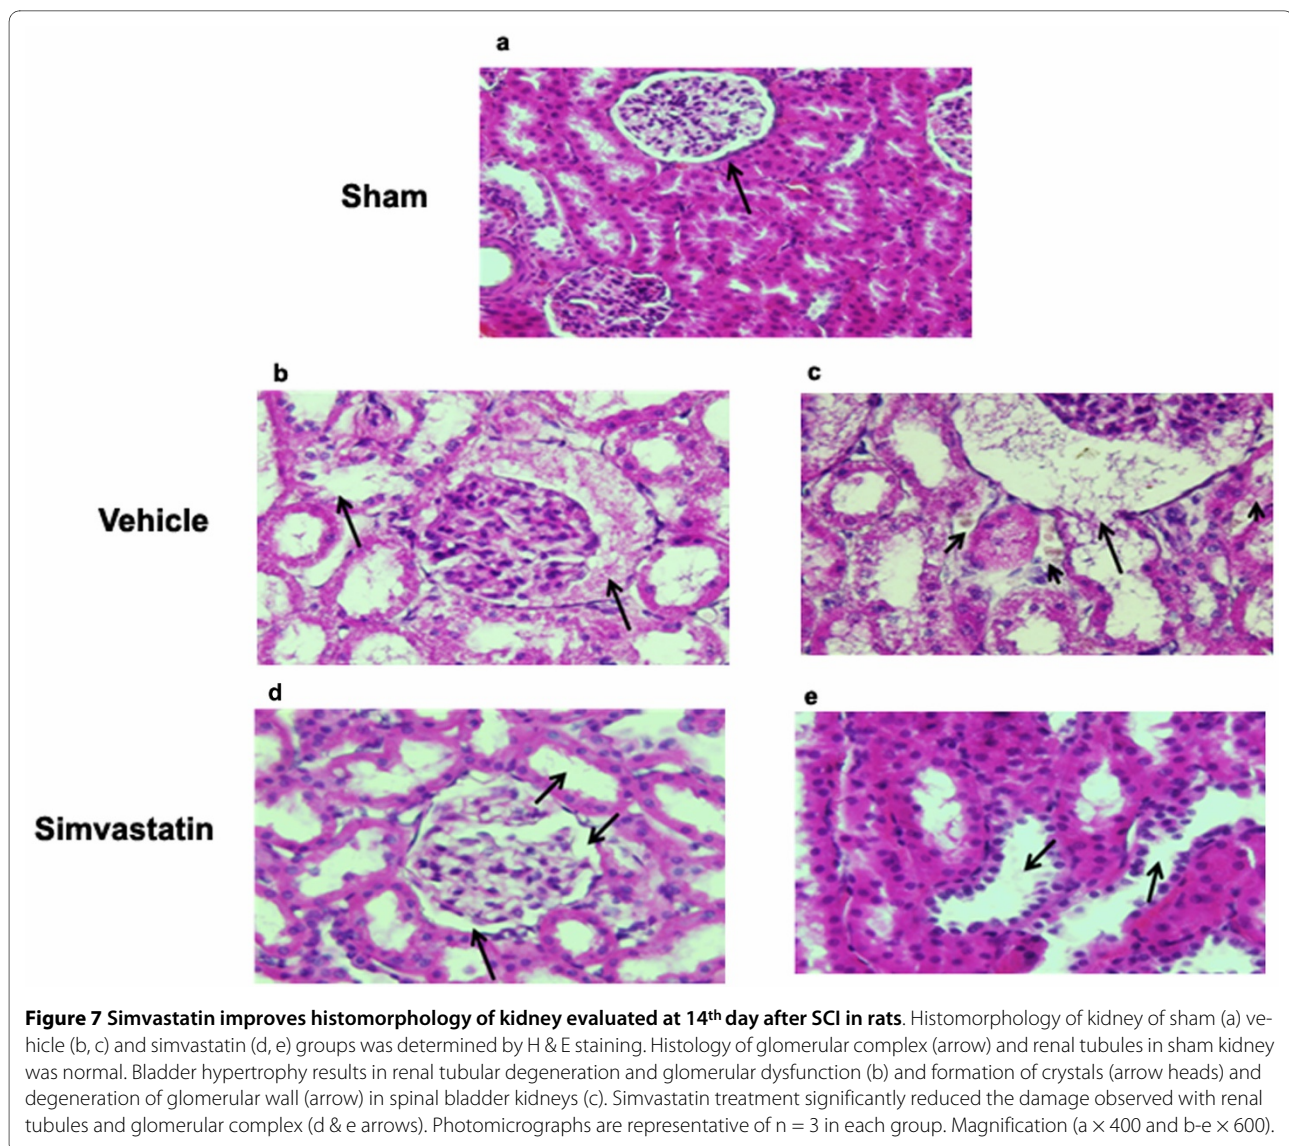 a
Sham
b
c
Vehicle
d
e
Simvastatin
Figure 7 Simvastatin improves histomorphology of kidney evaluated at 14th day after SCI in rats. Histomorphology of kidney of sham (a) ve-
hicle (b, c) and simvastatin (d, e) groups was determined by H & E staining. Histology of glomerular complex (arrow) and renal tubules in sham kidney
was normal. Bladder hypertrophy results in renal tubular degeneration and glomerular dysfunction (b) and formation of crystals (arrow heads) and
degeneration of glomerular wall (arrow) in spinal bladder kidneys (c). Simvastatin treatment significantly reduced the damage observed with renal
tubules and glomerular complex (d & e arrows). Photomicrographs are representative of n = 3 in each group. Magnification (a × 400 and b-e × 600).